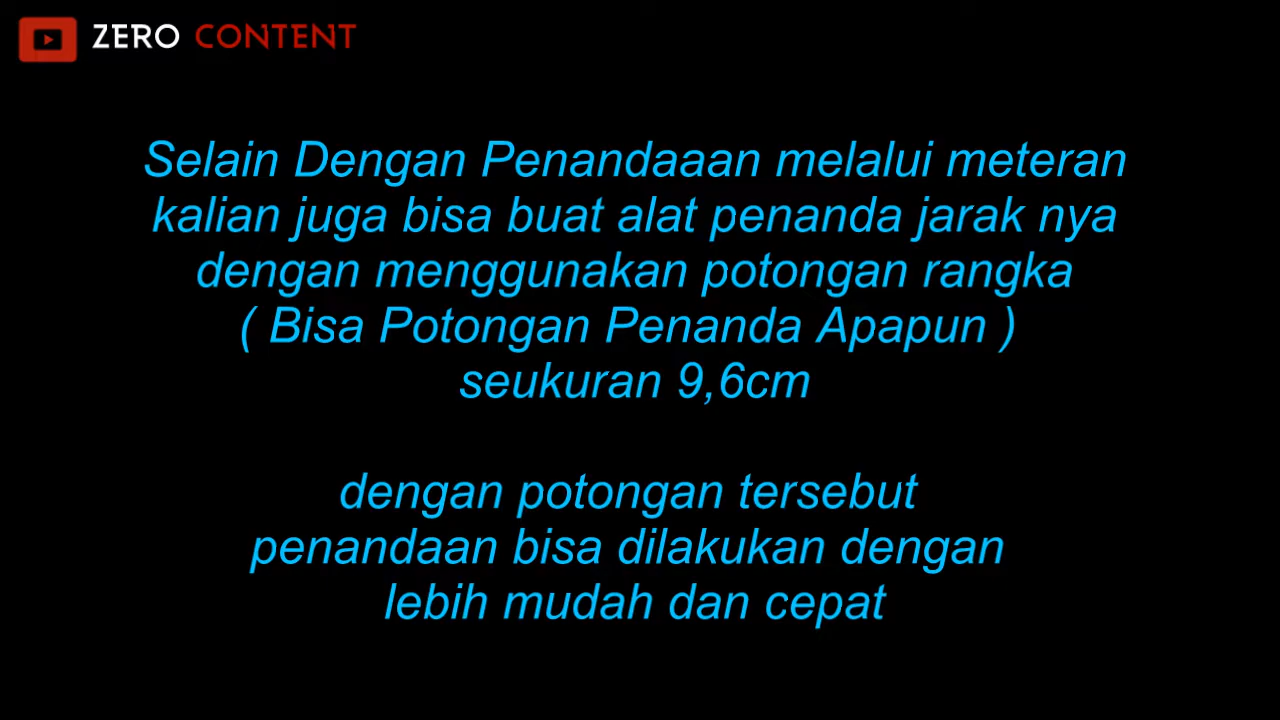 ZERO CONTENT
Selain Dengan Penandaaan melalui meteran
kalian juga bisa buat alat penanda jarak nya
dengan menggunakan potongan rangka
( Bisa Potongan Penanda Apapun )
seukuran 9,6cm
dengan potongan tersebut
penandaan bisa dilakukan dengan
lebih mudah dan cepat